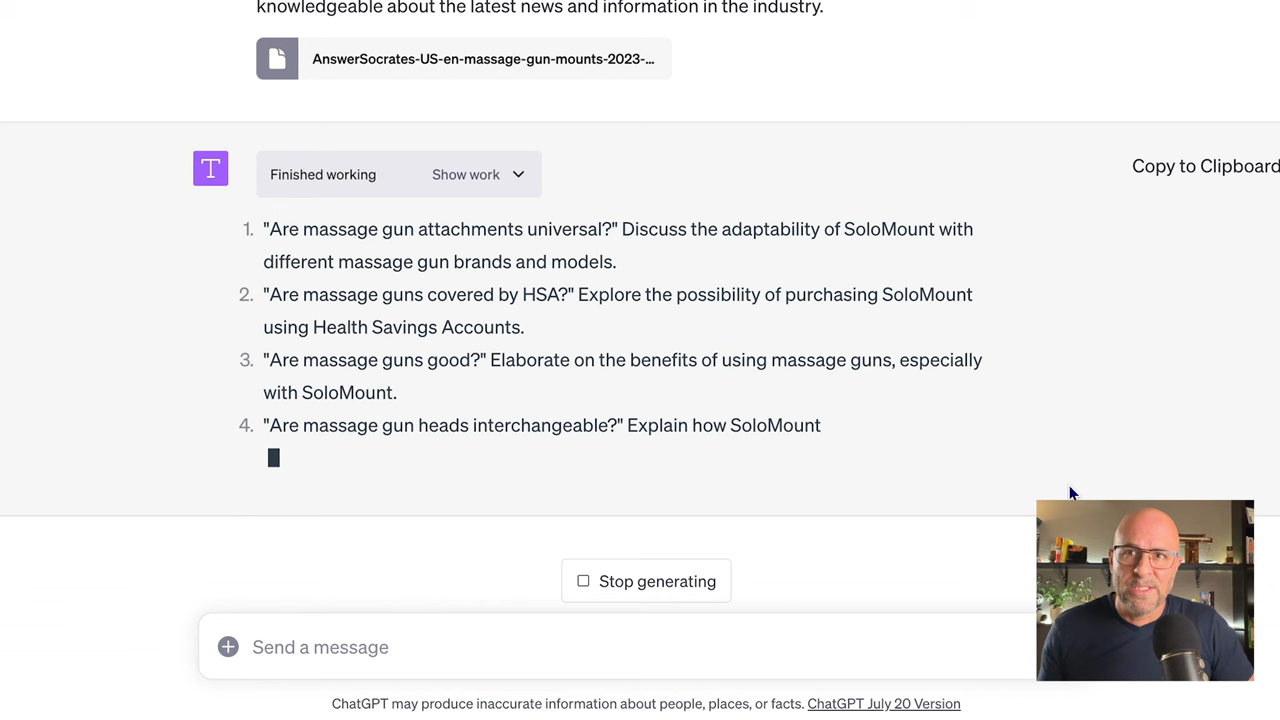 knowledgeable about the latest news and information in the industry.
AnswerSocrates-US-en-massage-gun-mounts-2023-...
T
Finished working Show work
Copy to Clipboard
1. "Are massage gun attachments universal?" Discuss the adaptability of SoloMount with
different massage gun brands and models.
2. "Are massage guns covered by HSA?" Explore the possibility of purchasing SoloMount
using Health Savings Accounts.
3. "Are massage guns good?" Elaborate on the benefits of using massage guns, especially
with SoloMount.
4. "Are massage gun heads interchangeable?" Explain how SoloMount
Stop generating
Send a message
ChatGPT may produce inaccurate information about people, places, or facts. ChatGPT July 20 Version